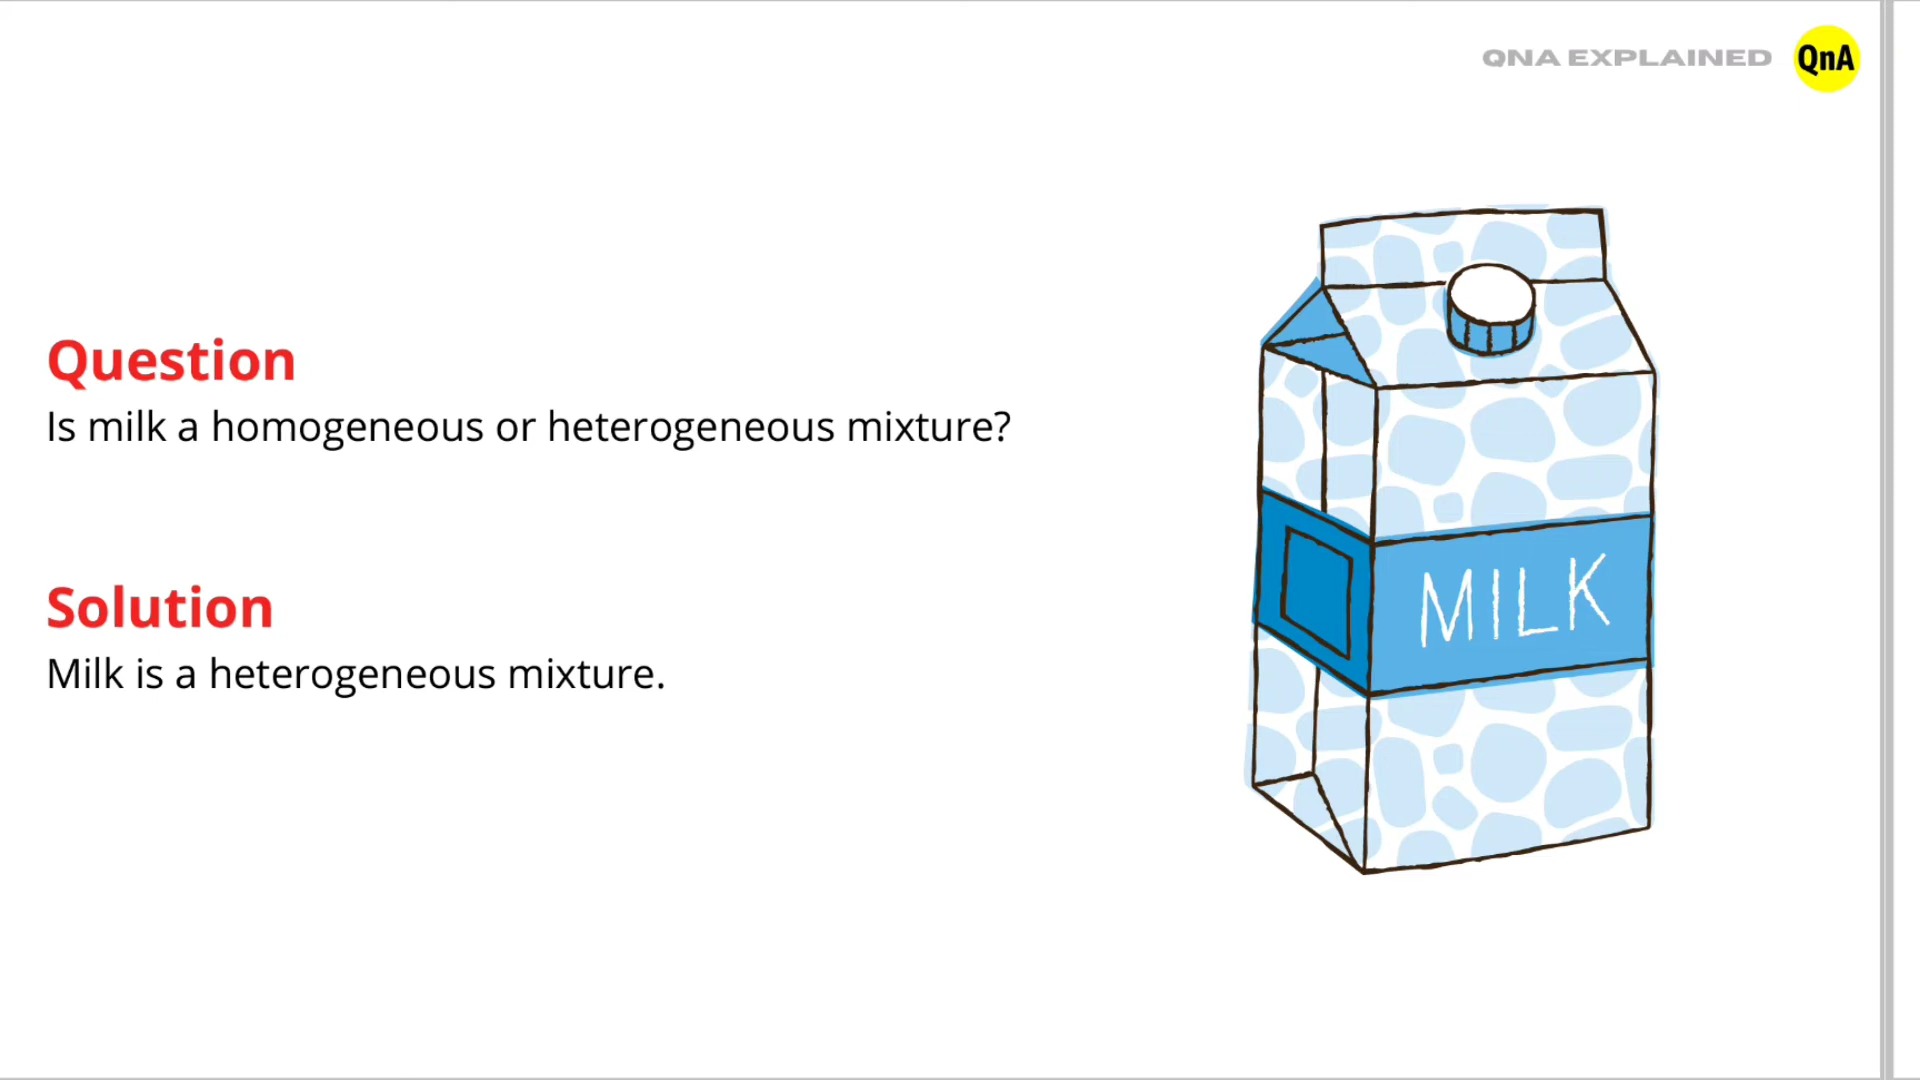 QNA EXPLAINED QnA
Question
Is milk a homogeneous or heterogeneous mixture?
Solution
Milk is a heterogeneous mixture.
MILK